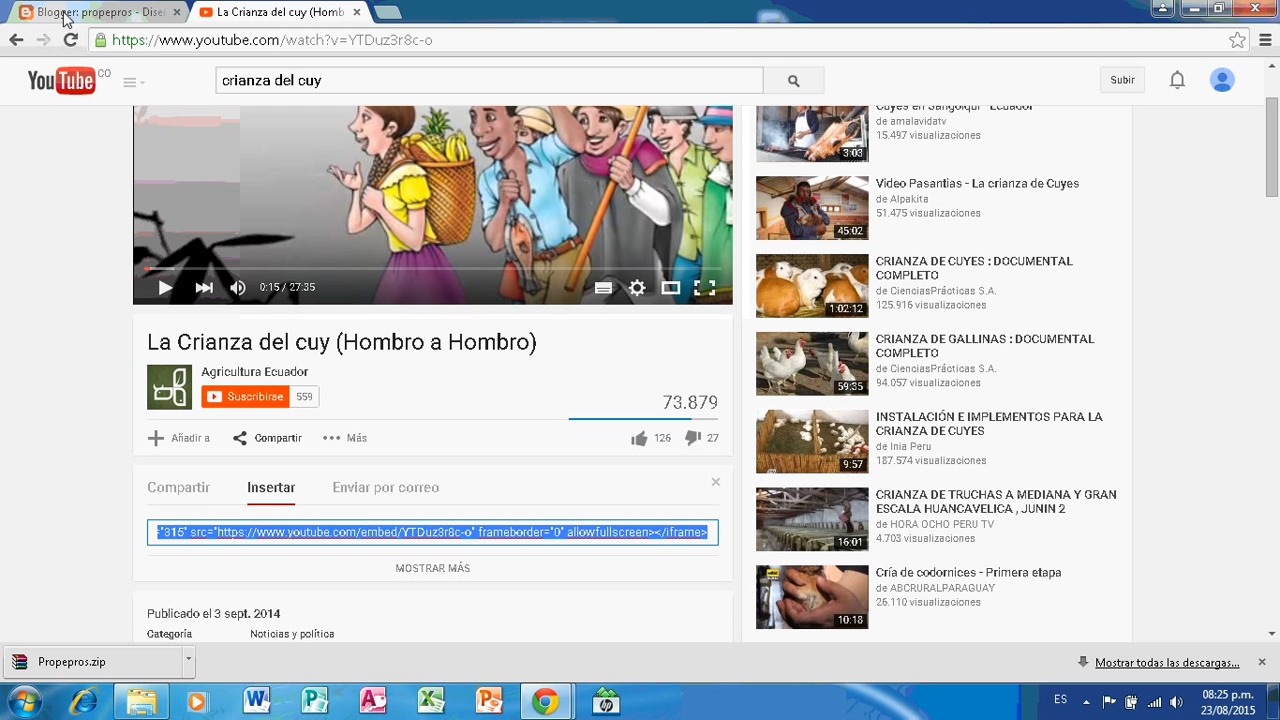 Blogger: propepros - Diser
La Crianza del cuy (Homb
https://www.youtube.com/watch?v=YTDuz3r8c-o
YouTube CO
crianza del cuy
Subir
Cuyes en Sangolqui - Ecuador
de amalavidatv
15.497 visualizaciones
3:03
Video Pasantias - La crianza de Cuyes
de Alpakita
51.475 visualizaciones
45:02
CRIANZA DE CUYES : DOCUMENTAL
COMPLETO
de CienciasPrácticas S.A.
125.916 visualizaciones
1:02:12
CRIANZA DE GALLINAS : DOCUMENTAL
COMPLETO
de CienciasPrácticas S.A.
94.057 visualizaciones
59:35
INSTALACIÓN E IMPLEMENTOS PARA LA
CRIANZA DE CUYES
de Inia Peru
187.574 visualizaciones
9:57
CRIANZA DE TRUCHAS A MEDIANA Y GRAN
ESCALA HUANCAVELICA , JUNIN 2
de HORA OCHO PERU TV
4.703 visualizaciones
16:01
Cría de codornices - Primera etapa
de ABCRURALPARAGUAY
26.110 visualizaciones
10:18
0:15 / 27:35
La Crianza del cuy (Hombro a Hombro)
Agricultura Ecuador
Suscribirse 559
73.879
Añadir a Compartir Más
126 27
Compartir Insertar Enviar por correo
="315" src="https://www.youtube.com/embed/YTDuz3r8c-o" frameborder="0" allowfullscreen></iframe>
MOSTRAR MÁS
Publicado el 3 sept. 2014
Categoría Noticias y política
Propepros.zip
Mostrar todas las descargas...
ES
08:25 p.m.
23/08/2015